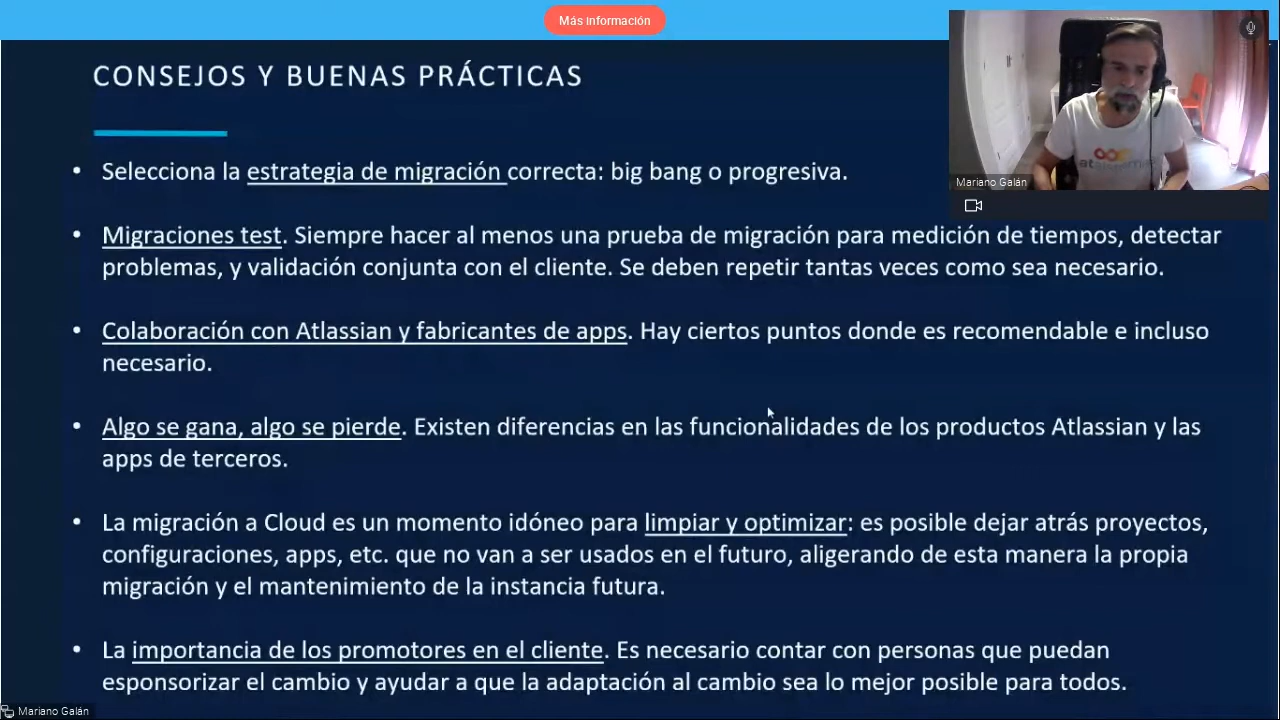 Más información
CONSEJOS Y BUENAS PRÁCTICAS
• Selecciona la estrategia de migración correcta: big bang o progresiva.
• Migraciones test. Siempre hacer al menos una prueba de migración para medición de tiempos, detectar
problemas, y validación conjunta con el cliente. Se deben repetir tantas veces como sea necesario.
• Colaboración con Atlassian y fabricantes de apps. Hay ciertos puntos donde es recomendable e incluso
necesario.
• Algo se gana, algo se pierde. Existen diferencias en las funcionalidades de los productos Atlassian y las
apps de terceros.
• La migración a Cloud es un momento idóneo para limpiar y optimizar: es posible dejar atrás proyectos,
configuraciones, apps, etc. que no van a ser usados en el futuro, aligerando de esta manera la propia
migración y el mantenimiento de la instancia futura.
• La importancia de los promotores en el cliente. Es necesario contar con personas que puedan
esponsorizar el cambio y ayudar a que la adaptación al cambio sea lo mejor posible para todos.
Mariano Galán
Mariano Galán